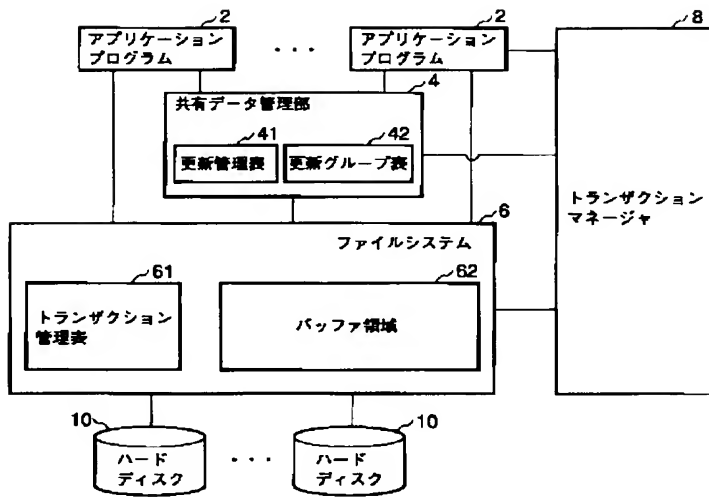 2
2
8
アプリケーション
プログラム
・・・
アプリケーション
プログラム
4
共有データ管理部
41
42
更新管理表
更新グループ表
トランザクション
マネージャ
6
ファイルシステム
61
62
トランザクション
管理表
バッファ領域
10
10
ハード
ディスク
・・・
ハード
ディスク